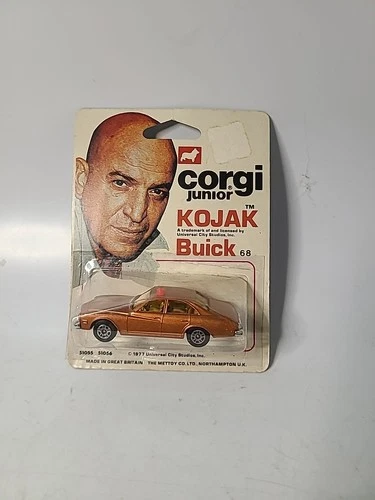 corgi
junior®
KOJAK™
A trademark of and licensed by
Universal City Studios, Inc.
Buick 68
© 1977 Universal City Studios, Inc.
MADE IN GREAT BRITAIN THE METTOY CO. LTD., NORTHAMPTON U.K.